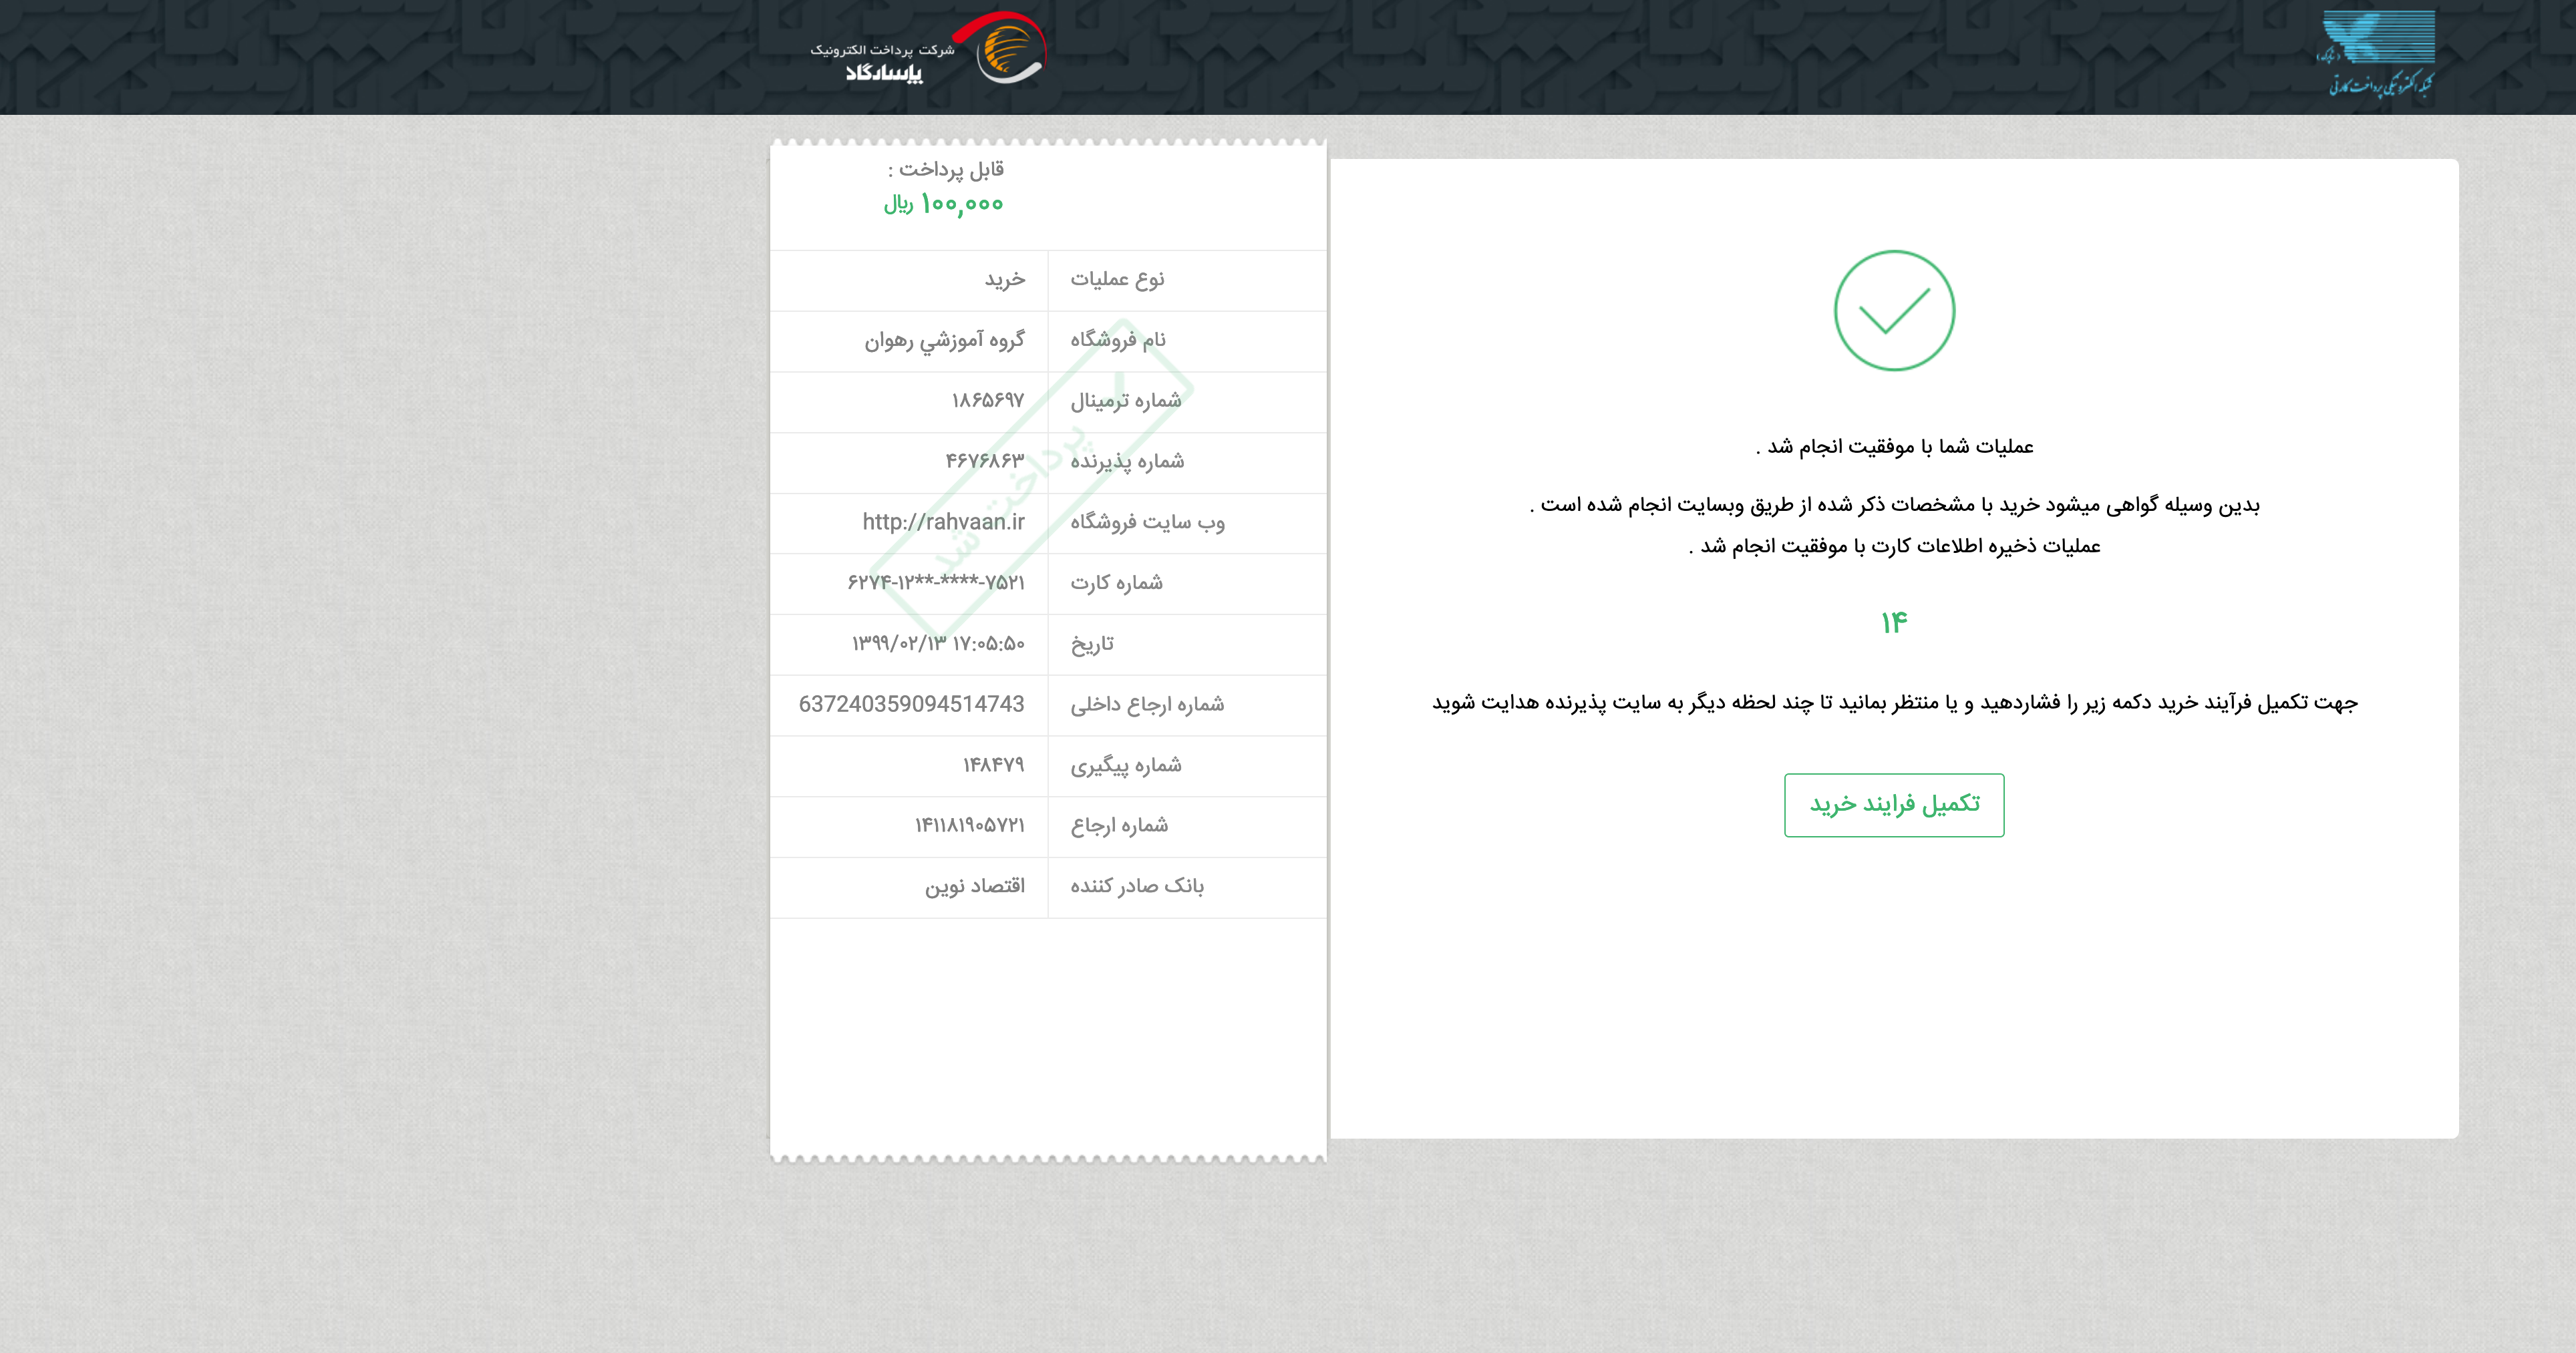 (شاپرک)
شبکه الکترونیکی پرداخت کارتی
شرکت پرداخت الکترونیک
پاسارگاد
عملیات شما با موفقیت انجام شد .
بدین وسیله گواهی میشود خرید با مشخصات ذکر شده از طریق وبسایت انجام شده است .
عملیات ذخیره اطلاعات کارت با موفقیت انجام شد .
۱۴
جهت تکمیل فرآیند خرید دکمه زیر را فشاردهید و یا منتظر بمانید تا چند لحظه دیگر به سایت پذیرنده هدایت شوید
تکمیل فرایند خرید
قابل پرداخت :
۱۰۰,۰۰۰ ریال
نوع عملیات خرید
نام فروشگاه گروه آموزشي رهوان
شماره ترمینال ۱۸۶۵۶۹۷
شماره پذیرنده ۴۶۷۶۸۶۳
وب سایت فروشگاه http://rahvaan.ir
شماره کارت ۶۲۷۴-۱۲**-****-۷۵۲۱
تاریخ ۱۳۹۹/۰۲/۱۳ ۱۷:۰۵:۵۰
شماره ارجاع داخلی 637240359094514743
شماره پیگیری ۱۴۸۴۷۹
شماره ارجاع ۱۴۱۱۸۱۹۰۵۷۲۱
بانک صادر کننده اقتصاد نوین
پرداخت شد